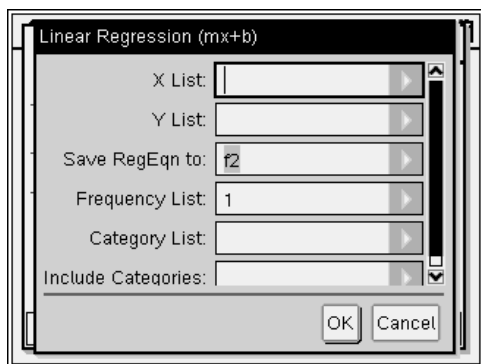 Linear Regression (mx+b)
X List:
Y List:
Save RegEqn to: f2
Frequency List: 1
Category List:
Include Categories:
OK Cancel